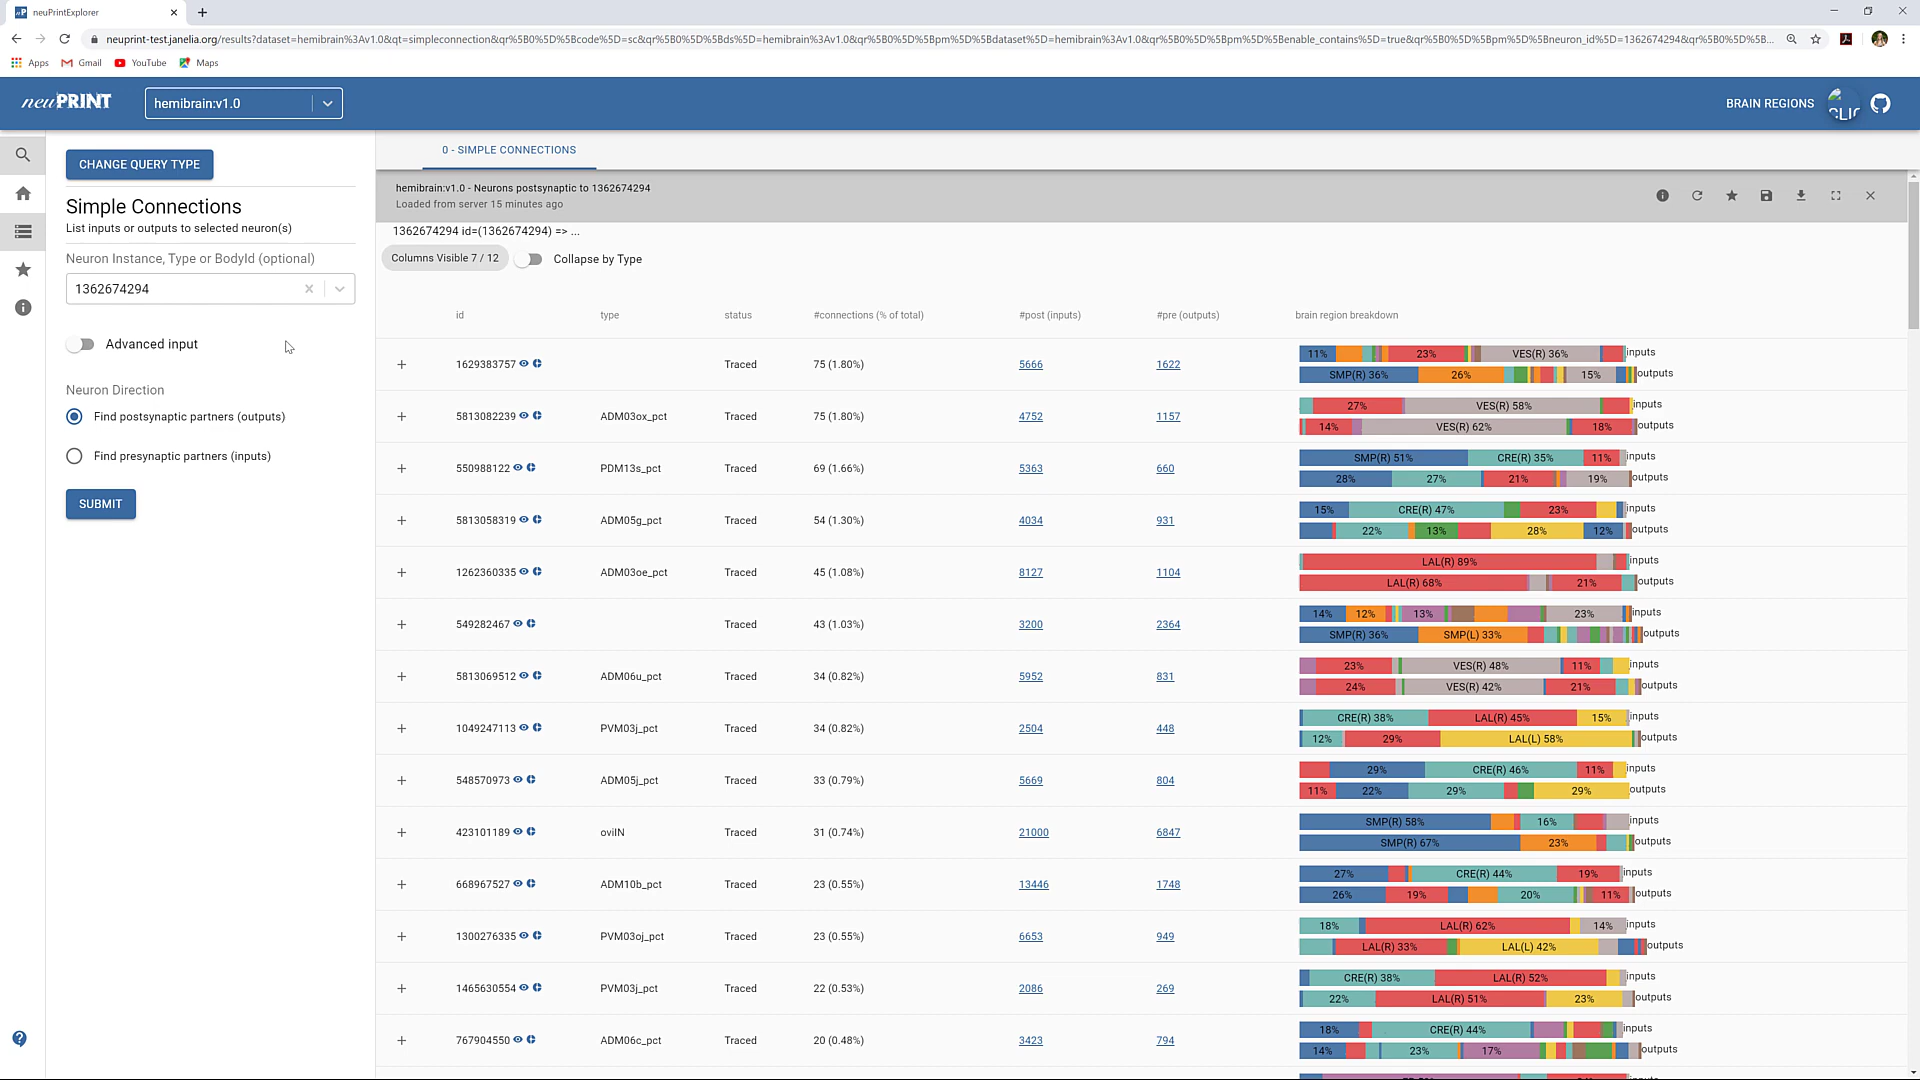 neuPrintExplorer
neuprint-test.janelia.org/results?dataset=hemibrain%3Av1.0&qt=simpleconnection&qr%5B0%5D%5Bcode%5D=sc&qr%5B0%5D%5Bds%5D=hemibrain%3Av1.0&qr%5B0%5D%5Bpm%5D%5Bdataset%5D=hemibrain%3Av1.0&qr%5B0%5D%5Bpm%5D%5Benable_contains%5D=true&qr%5B0%5D%5Bpm%5D%5Bneuron_id%5D=1362674294&qr%5B0%5D%5B...
Apps Gmail YouTube Maps
neuPRINT hemibrain:v1.0 BRAIN REGIONS
CHANGE QUERY TYPE
Simple Connections
List inputs or outputs to selected neuron(s)
Neuron Instance, Type or BodyId (optional)
1362674294
Advanced input
Neuron Direction
Find postsynaptic partners (outputs)
Find presynaptic partners (inputs)
SUBMIT
0 - SIMPLE CONNECTIONS
hemibrain:v1.0 - Neurons postsynaptic to 1362674294
Loaded from server 15 minutes ago
1362674294 id=(1362674294) => ...
Columns Visible 7 / 12 Collapse by Type
id type status #connections (% of total) #post (inputs) #pre (outputs) brain region breakdown
11% 23% VES(R) 36% inputs
+ 1629383757 Traced 75 (1.80%) 5666 1622
SMP(R) 36% 26% 15% outputs
27% VES(R) 58% inputs
+ 5813082239 ADM03ox_pct Traced 75 (1.80%) 4752 1157
14% VES(R) 62% 18% outputs
SMP(R) 51% CRE(R) 35% 11% inputs
+ 550988122 PDM13s_pct Traced 69 (1.66%) 5363 660
28% 27% 21% 19% outputs
15% CRE(R) 47% 23% inputs
+ 5813058319 ADM05g_pct Traced 54 (1.30%) 4034 931
22% 13% 28% 12% outputs
LAL(R) 89% inputs
+ 1262360335 ADM03oe_pct Traced 45 (1.08%) 8127 1104
LAL(R) 68% 21% outputs
14% 12% 13% 23% inputs
+ 549282467 Traced 43 (1.03%) 3200 2364
SMP(R) 36% SMP(L) 33% outputs
23% VES(R) 48% 11% inputs
+ 5813069512 ADM06u_pct Traced 34 (0.82%) 5952 831
24% VES(R) 42% 21% outputs
CRE(R) 38% LAL(R) 45% 15% inputs
+ 1049247113 PVM03j_pct Traced 34 (0.82%) 2504 448
12% 29% LAL(L) 58% outputs
29% CRE(R) 46% 11% inputs
+ 548570973 ADM05j_pct Traced 33 (0.79%) 5669 804
11% 22% 29% 29% outputs
SMP(R) 58% 16% inputs
+ 423101189 oviIN Traced 31 (0.74%) 21000 6847
SMP(R) 67% 23% outputs
27% CRE(R) 44% 19% inputs
+ 668967527 ADM10b_pct Traced 23 (0.55%) 13446 1748
26% 19% 20% 11% outputs
18% LAL(R) 62% 14% inputs
+ 1300276335 PVM03oj_pct Traced 23 (0.55%) 6653 949
LAL(R) 33% LAL(L) 42% outputs
CRE(R) 38% LAL(R) 52% inputs
+ 1465630554 PVM03j_pct Traced 22 (0.53%) 2086 269
22% LAL(R) 51% 23% outputs
18% CRE(R) 44% inputs
+ 767904550 ADM06c_pct Traced 20 (0.48%) 3423 794
14% 23% 17% outputs